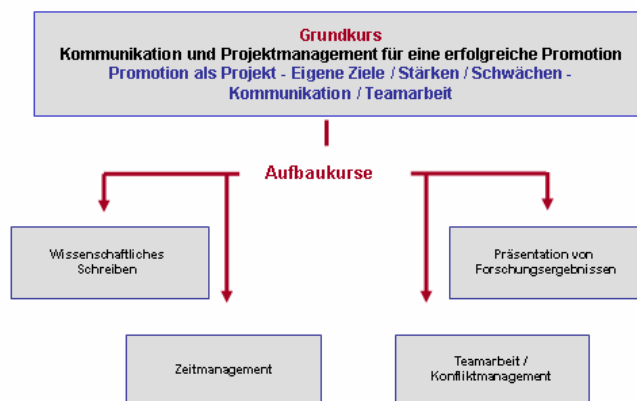 Grundkurs
Kommunikation und Projektmanagement für eine erfolgreiche Promotion
Promotion als Projekt - Eigene Ziele / Stärken / Schwächen -
Kommunikation / Teamarbeit
Aufbaukurse
Wissenschaftliches
Schreiben
Präsentation von
Forschungsergebnissen
Zeitmanagement
Teamarbeit /
Konfliktmanagement